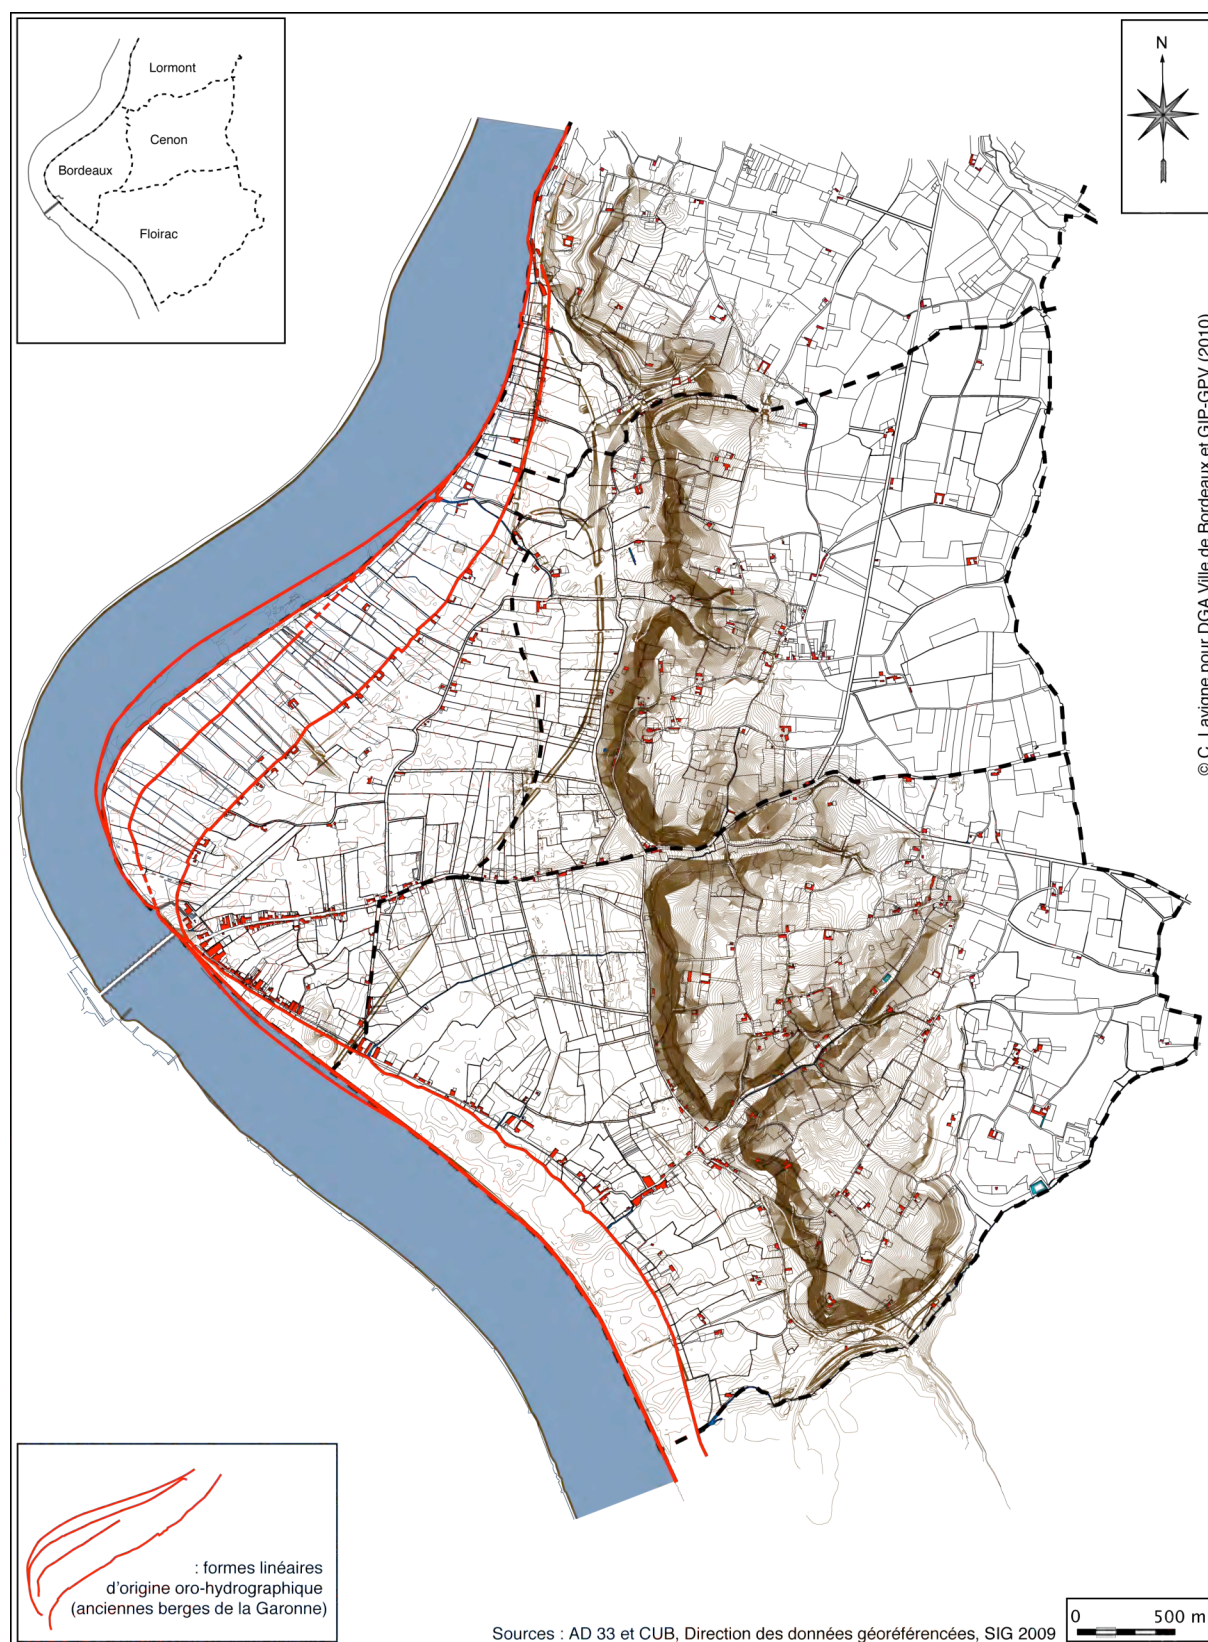 Lormont
Cenon
Bordeaux
Floirac
N
© C. Lavigne pour DGA Ville de Bordeaux et GIP-GPV (2010)
: formes linéaires
d'origine oro-hydrographique
(anciennes berges de la Garonne)
Sources : AD 33 et CUB, Direction des données géoréférencées, SIG 2009
0 500 m